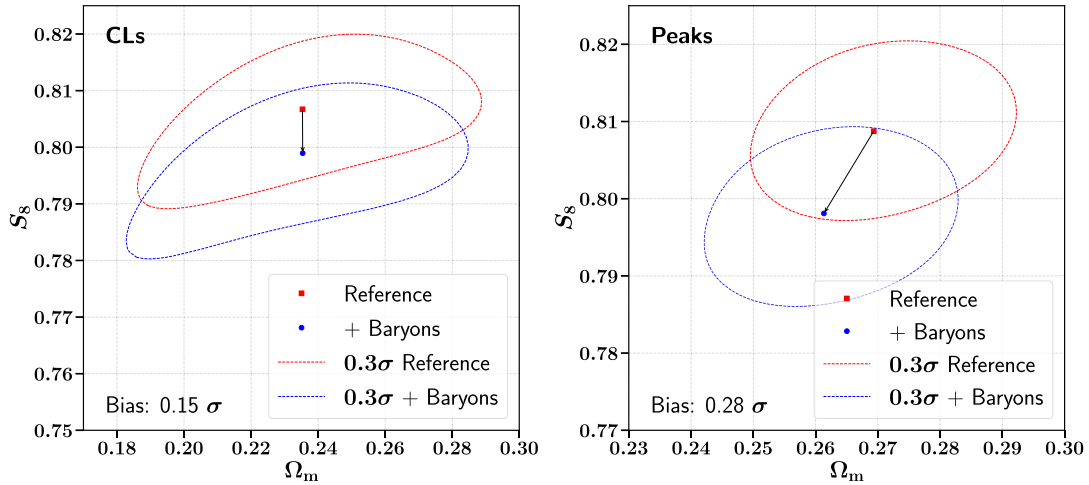 CLs
0.82
0.81
0.80
0.79
0.78
0.77
0.76
0.75
S8
Reference
+ Baryons
0.3σ Reference
0.3σ + Baryons
Bias: 0.15 σ
0.18 0.20 0.22 0.24 0.26 0.28 0.30
Ωm
Peaks
0.82
0.81
0.80
0.79
0.78
0.77
S8
Reference
+ Baryons
0.3σ Reference
0.3σ + Baryons
Bias: 0.28 σ
0.23 0.24 0.25 0.26 0.27 0.28 0.29 0.30
Ωm